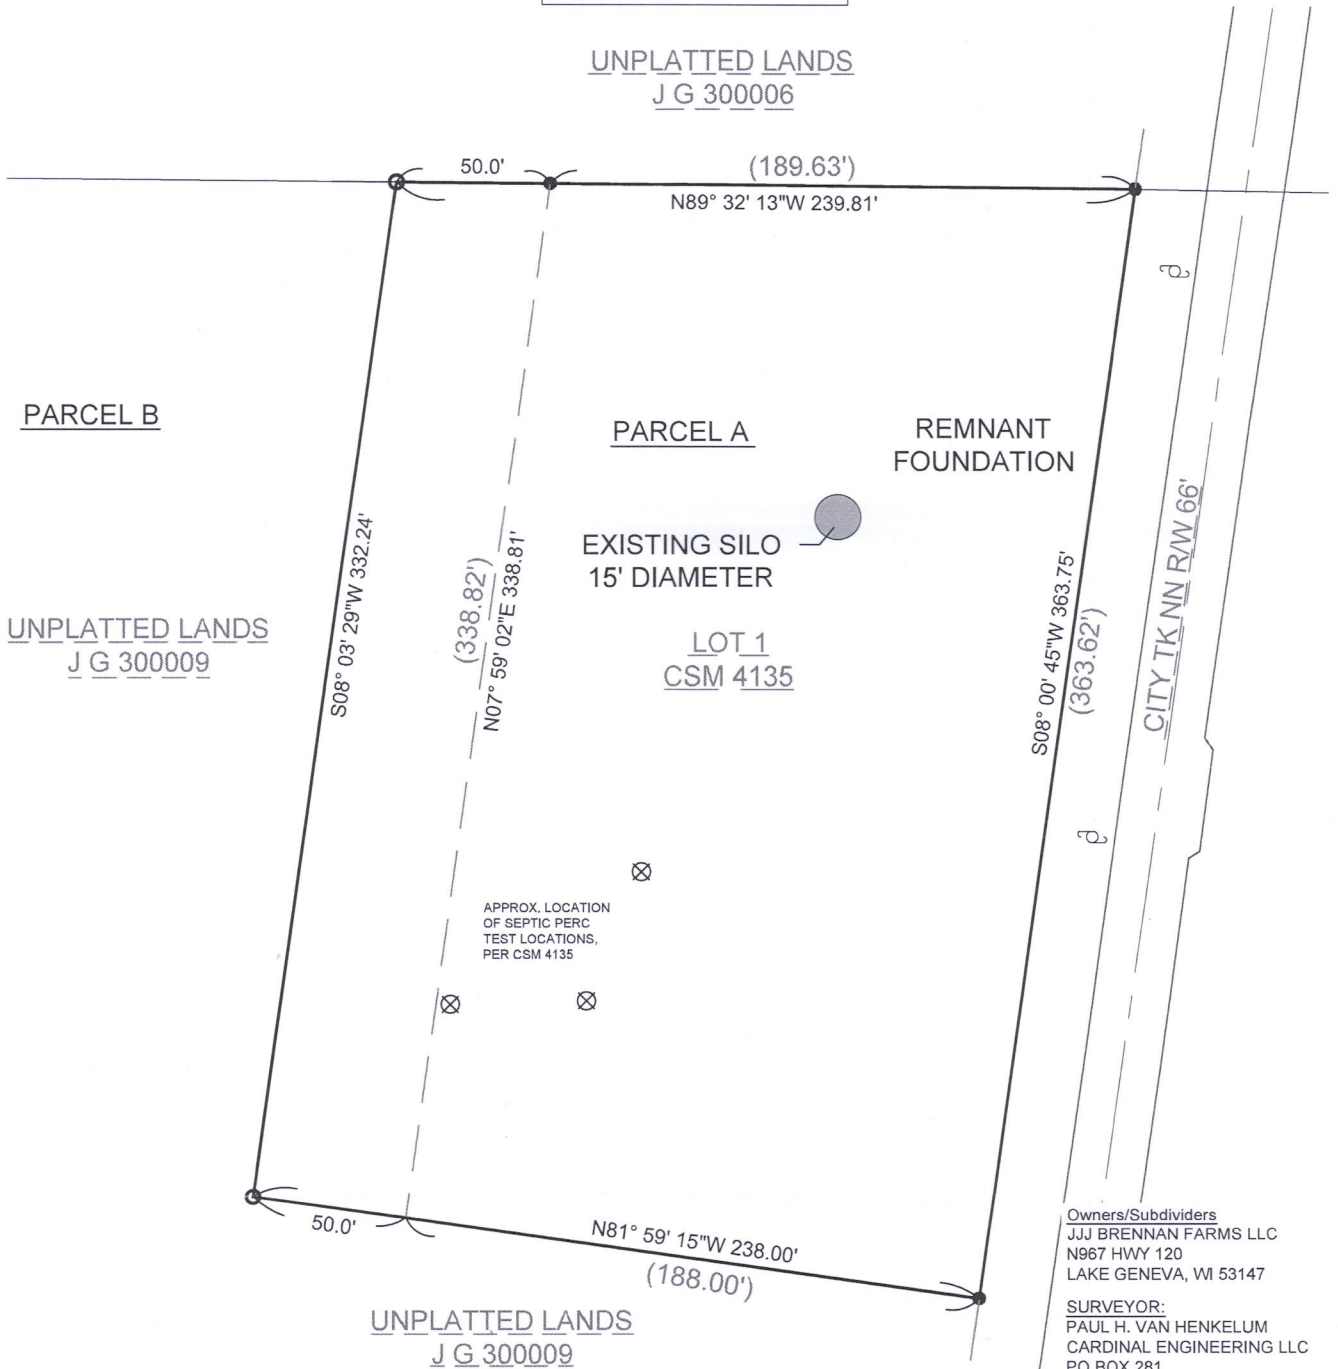 UNPLATTED LANDS
J G 300006
50.0'
(189.63')
N89° 32' 13"W 239.81'
PARCEL B
PARCEL A
REMNANT
FOUNDATION
EXISTING SILO
15' DIAMETER
S08° 03' 29"W 332.24'
(338.82')
N07° 59' 02"E 338.81'
UNPLATTED LANDS
J G 300009
LOT 1
CSM 4135
S08° 00' 45"W 363.75'
(363.62')
CITY TK NN R/W 66'
APPROX. LOCATION
OF SEPTIC PERC
TEST LOCATIONS,
PER CSM 4135
50.0'
N81° 59' 15"W 238.00'
(188.00')
UNPLATTED LANDS
J G 300009
Owners/Subdividers
JJJ BRENNAN FARMS LLC
N967 HWY 120
LAKE GENEVA, WI 53147
SURVEYOR:
PAUL H. VAN HENKELUM
CARDINAL ENGINEERING LLC
PO BOX 281